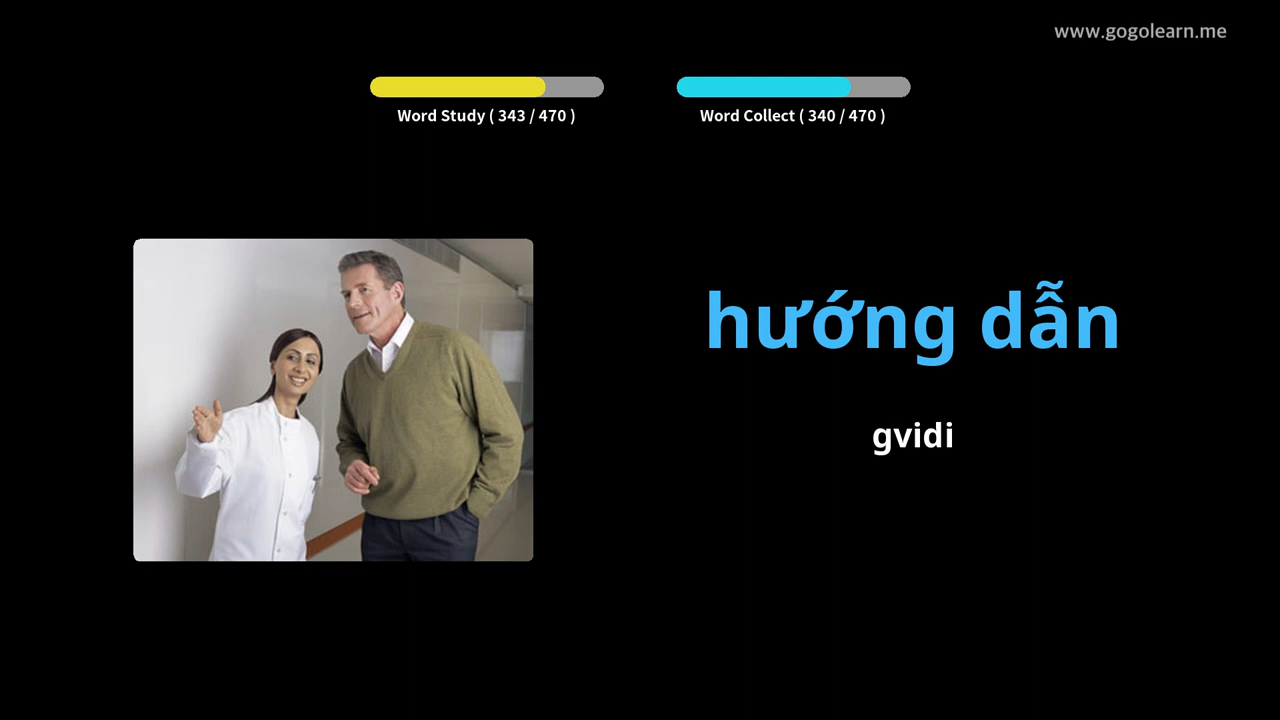 www.gogolearn.me
Word Study ( 343 / 470 )
Word Collect ( 340 / 470 )
hướng dẫn
gvidi